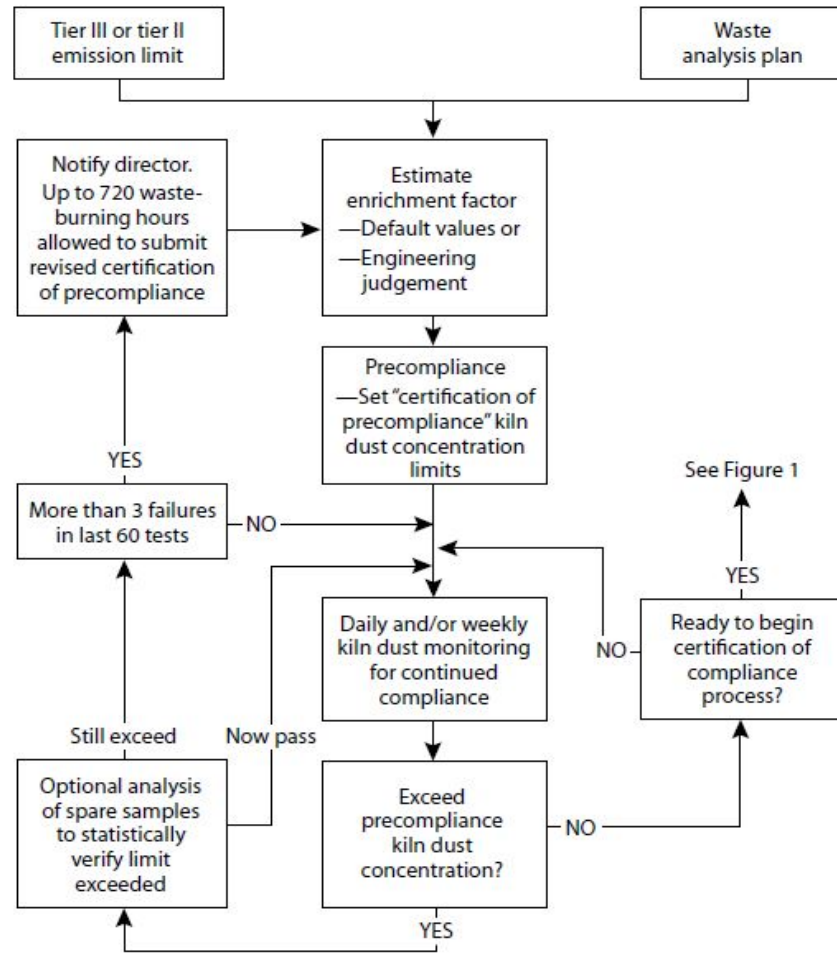 Tier III or tier II
emission limit
Waste
analysis plan
Notify director.
Up to 720 waste-
burning hours
allowed to submit
revised certification
of precompliance
Estimate
enrichment factor
—Default values or
—Engineering
judgement
Precompliance
—Set “certification of
precompliance” kiln
dust concentration
limits
YES
See Figure 1
More than 3 failures
in last 60 tests
NO
YES
Daily and/or weekly
kiln dust monitoring
for continued
compliance
NO
Ready to begin
certification of
compliance
process?
Still exceed
Now pass
Optional analysis
of spare samples
to statistically
verify limit
exceeded
Exceed
precompliance
kiln dust
concentration?
NO
YES